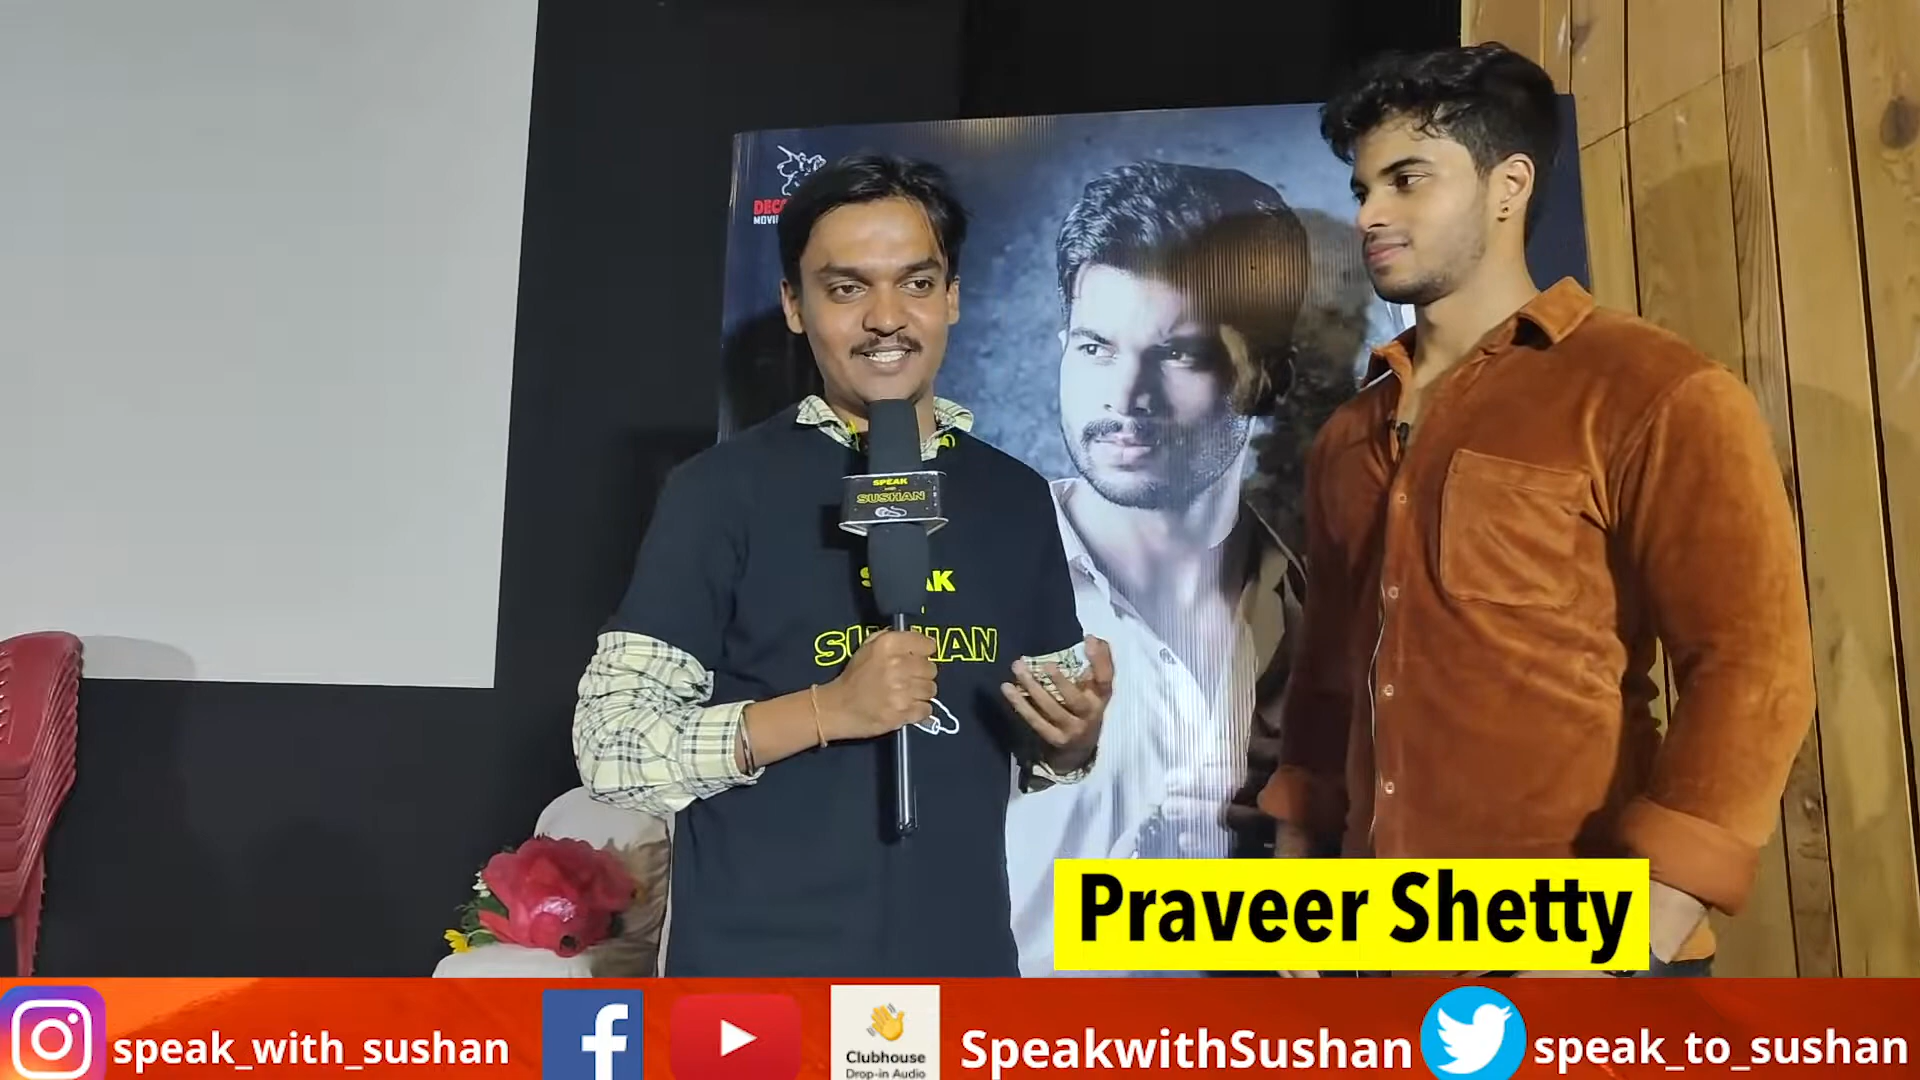 SPEAK
SUSHAN
Praveer Shetty
speak_with_sushan
Clubhouse
Drop-in Audio
SpeakwithSushan
speak_to_sushan